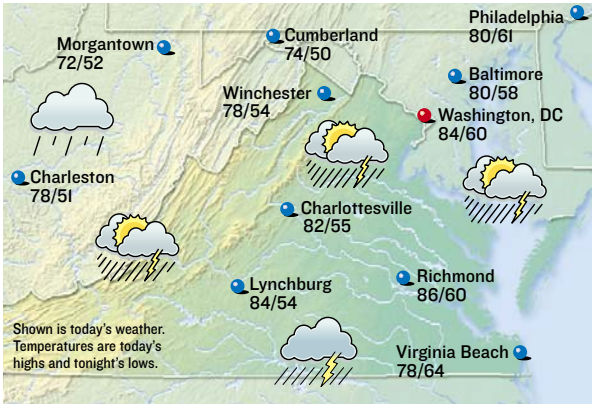 Philadelphia
80/61
Cumberland
74/50
Morgantown
72/52
Baltimore
80/58
Winchester
78/54
Washington, DC
84/60
Charleston
78/51
Charlottesville
82/55
Richmond
86/60
Lynchburg
84/54
Shown is today's weather.
Temperatures are today's
highs and tonight's lows.
Virginia Beach
78/64